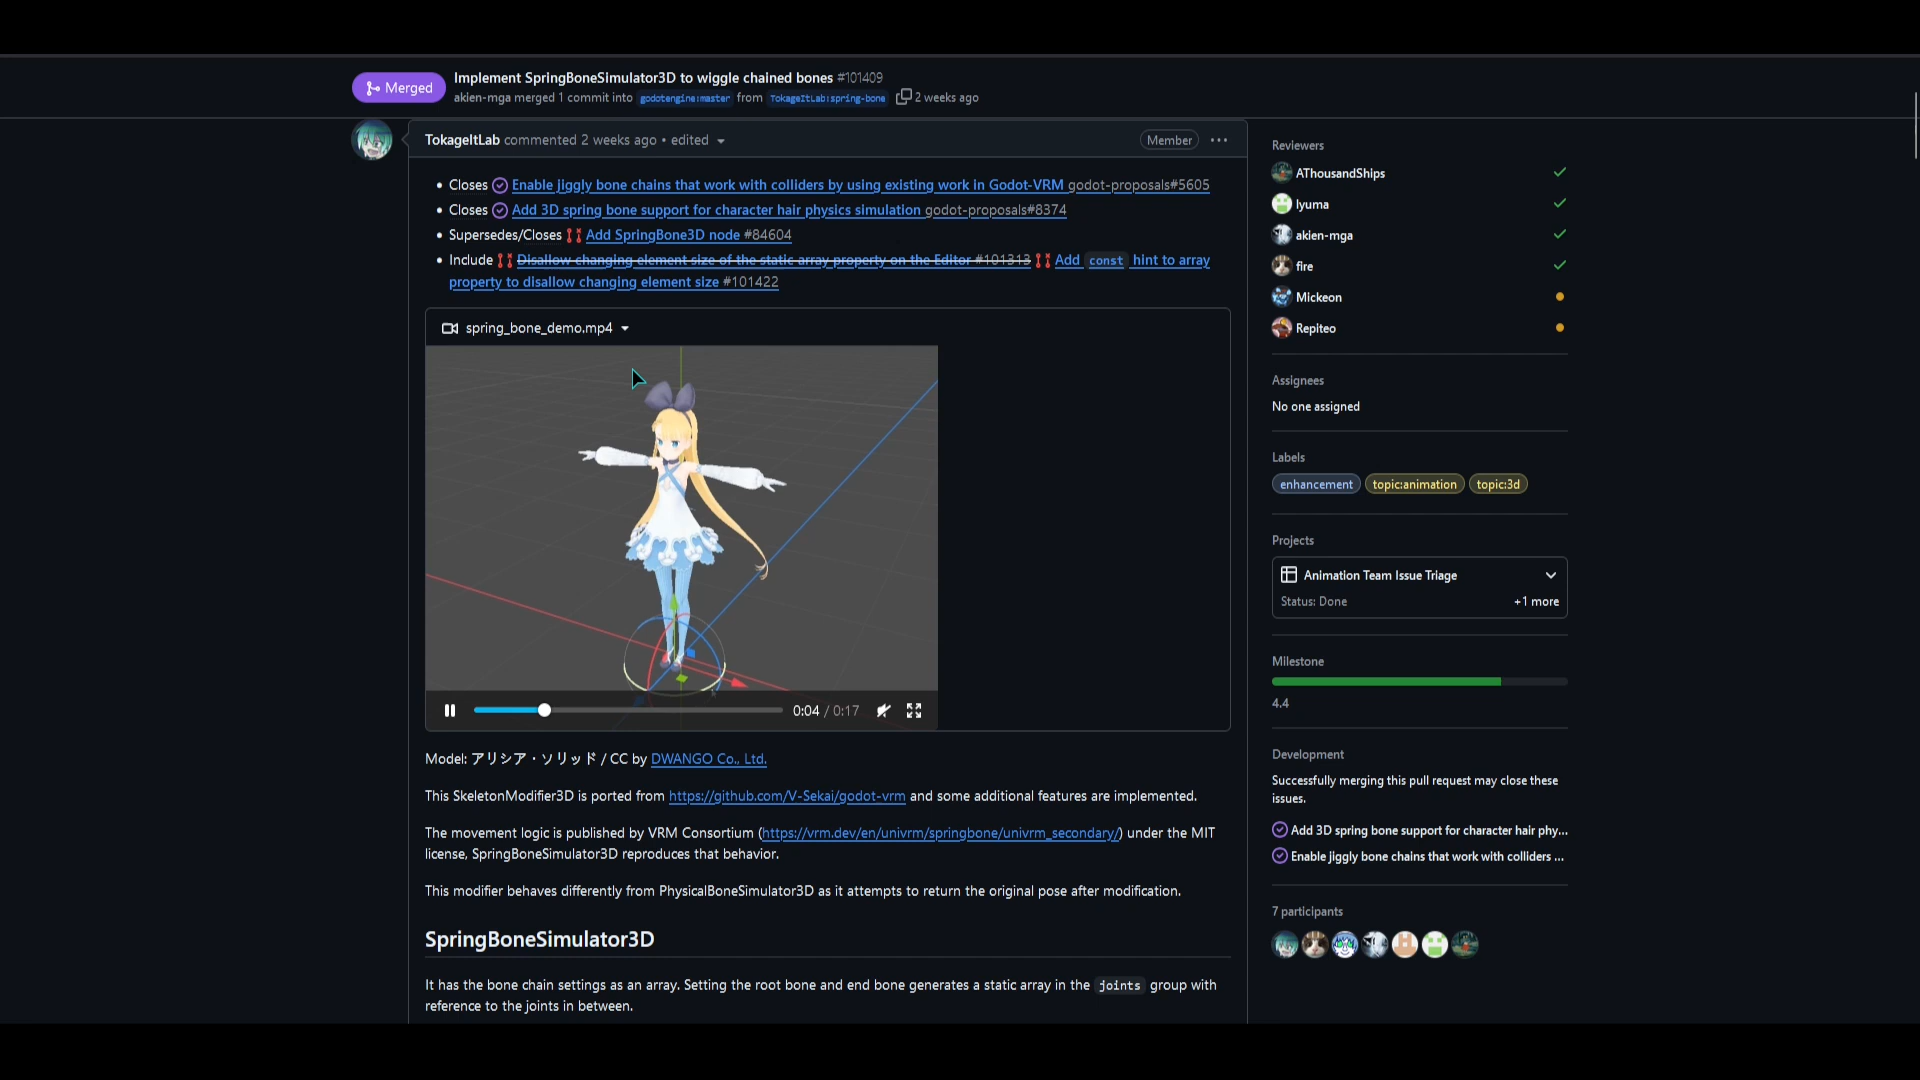 Merged
Implement SpringBoneSimulator3D to wiggle chained bones #101409
akien-mga merged 1 commit into godotengine:master from TokageItLab:spring-bone 2 weeks ago
TokageItLab commented 2 weeks ago • edited
Member
• Closes Enable jiggly bone chains that work with colliders by using existing work in Godot-VRM godot-proposals#5605
• Closes Add 3D spring bone support for character hair physics simulation godot-proposals#8374
• Supersedes/Closes Add SpringBone3D node #84604
• Include Disallow changing element size of the static array property on the Editor #101313 Add const hint to array
property to disallow changing element size #101422
spring_bone_demo.mp4
0:04 / 0:17
Model: アリシア・ソリッド / CC by DWANGO Co., Ltd.
This SkeletonModifier3D is ported from https://github.com/V-Sekai/godot-vrm and some additional features are implemented.
The movement logic is published by VRM Consortium (https://vrm.dev/en/univrm/springbone/univrm_secondary/) under the MIT
license, SpringBoneSimulator3D reproduces that behavior.
This modifier behaves differently from PhysicalBoneSimulator3D as it attempts to return the original pose after modification.
SpringBoneSimulator3D
It has the bone chain settings as an array. Setting the root bone and end bone generates a static array in the joints group with
reference to the joints in between.
Reviewers
AThousandShips
lyuma
akien-mga
fire
Mickeon
Repiteo
Assignees
No one assigned
Labels
enhancement topic:animation topic:3d
Projects
Animation Team Issue Triage
Status: Done +1 more
Milestone
4.4
Development
Successfully merging this pull request may close these
issues.
Add 3D spring bone support for character hair phy...
Enable jiggly bone chains that work with colliders ...
7 participants